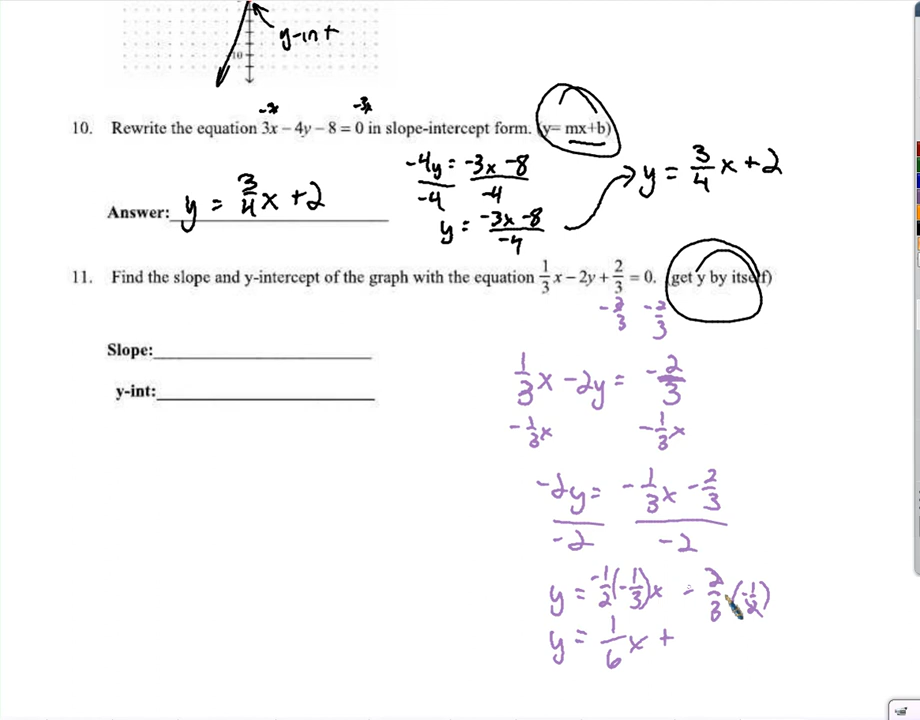 y-int
10
-3x -3x
10. Rewrite the equation 3x – 4y – 8 = 0 in slope-intercept form. (y= mx+b)
-4y = -3x -8
-4 -4
y = 3/4 x + 2
Answer: y = 3/4 x + 2
y = -3x -8 / -4
11. Find the slope and y-intercept of the graph with the equation 1/3 x – 2y + 2/3 = 0. (get y by itself)
- 2/3 - 2/3
Slope:
1/3 x - 2y = - 2/3
y-int:
- 1/3 x - 1/3 x
-2y = - 1/3 x - 2/3
-2 -2
y = -1/2 (- 1/3) x - 2/3 (- 1/2)
y = 1/6 x +